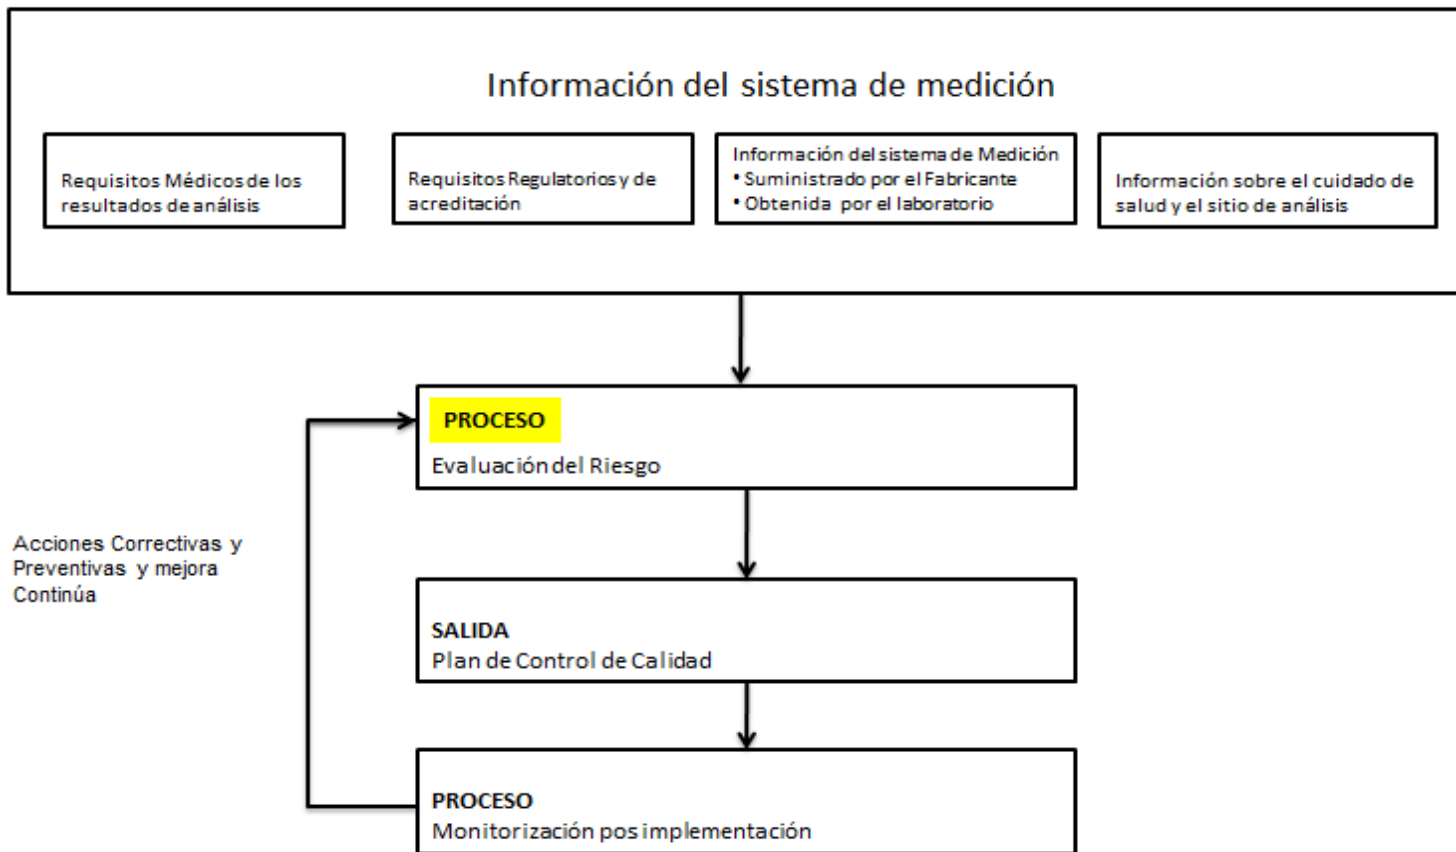 Información del sistema de medición
Requisitos Médicos de los
resultados de análisis
Requisitos Regulatorios y de
acreditación
Información del sistema de Medición
• Suministrado por el Fabricante
• Obtenida por el laboratorio
Información sobre el cuidado de
salud y el sitio de análisis
PROCESO
Evaluación del Riesgo
Acciones Correctivas y
Preventivas y mejora
Continúa
SALIDA
Plan de Control de Calidad
PROCESO
Monitorización pos implementación